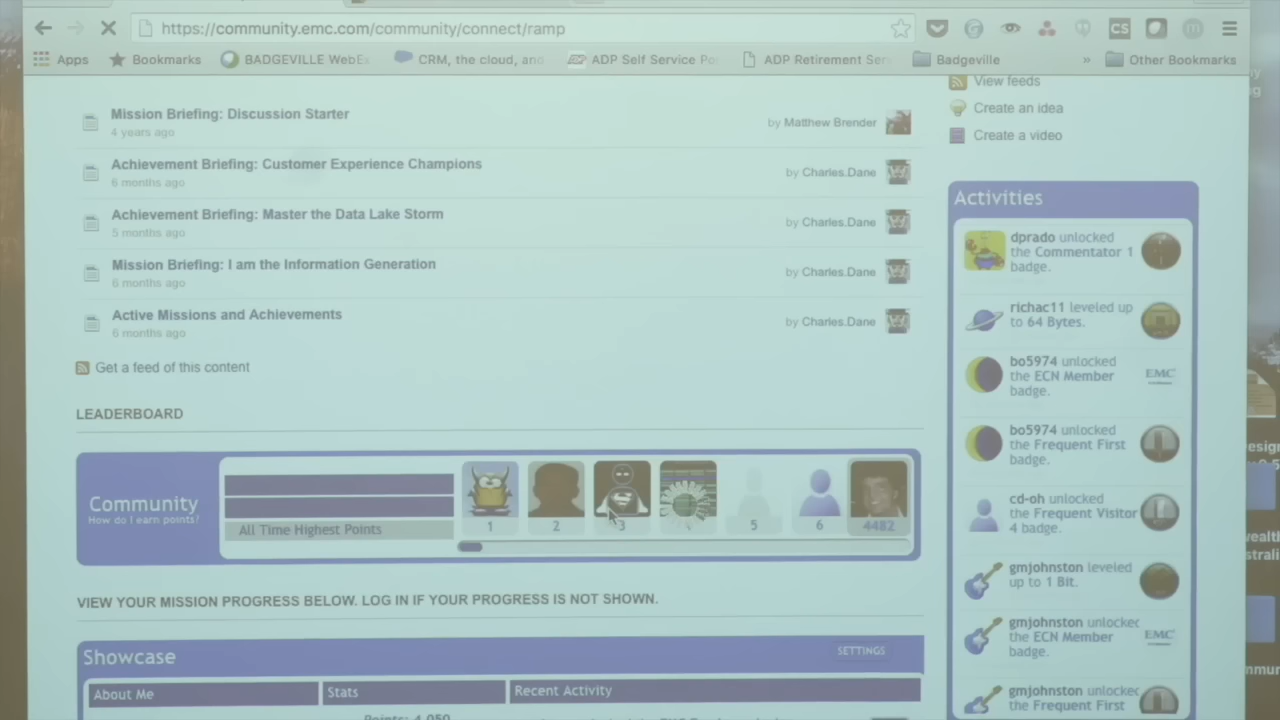 https://community.emc.com/community/connect/ramp
CS
m
Apps
Bookmarks
BADGEVILLE WebEx
CRM, the cloud, and
ADP Self Service Po
ADP Retirement Ser
Badgeville
»
Other Bookmarks
Mission Briefing: Discussion Starter
4 years ago
by Matthew Brender
Achievement Briefing: Customer Experience Champions
6 months ago
by Charles.Dane
Achievement Briefing: Master the Data Lake Storm
5 months ago
by Charles.Dane
Mission Briefing: I am the Information Generation
6 months ago
by Charles.Dane
Active Missions and Achievements
6 months ago
by Charles.Dane
Get a feed of this content
LEADERBOARD
Community
How do I earn points?
All Time Highest Points
1
2
3
5
6
4482
VIEW YOUR MISSION PROGRESS BELOW. LOG IN IF YOUR PROGRESS IS NOT SHOWN.
Showcase
SETTINGS
About Me
Stats
Recent Activity
Points: 4,050
View feeds
Create an idea
Create a video
Activities
dprado unlocked
the Commentator 1
badge.
richac11 leveled up
to 64 Bytes.
bo5974 unlocked
the ECN Member
badge.
EMC
bo5974 unlocked
the Frequent First
badge.
cd-oh unlocked
the Frequent Visitor
4 badge.
gmjohnston leveled
up to 1 Bit.
gmjohnston unlocked
the ECN Member
badge.
EMC
gmjohnston unlocked
the Frequent First